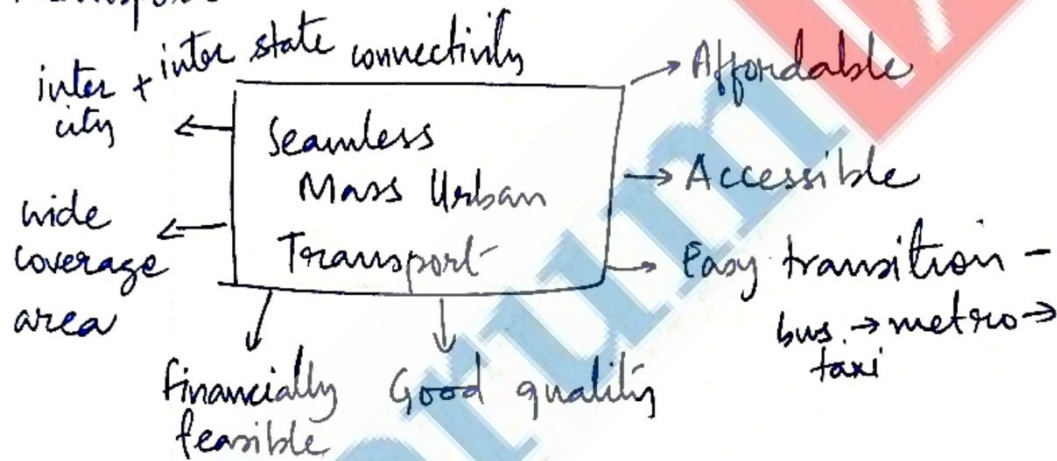 inter + inter state connectivity
city
Seamless
Mass Urban
Transport
wide
coverage
area
financially
feasible
Good quality
→ Affordable
→ Accessible
→ Easy transition -
bus → metro →
taxi